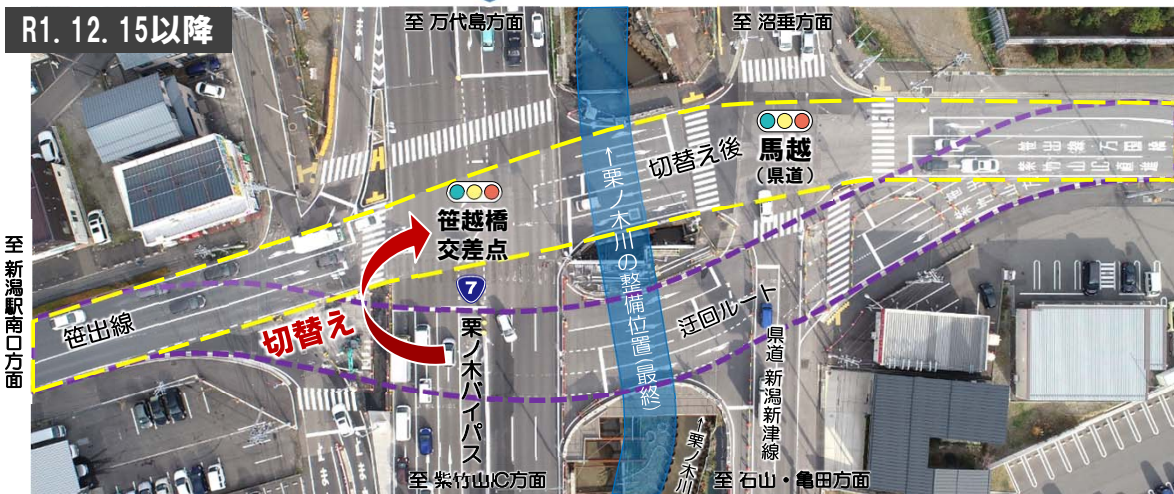 R1.12.15以降
至 万代島方面
至 沼垂方面
切替え後
馬越
(県道)
笹越橋
交差点
7
←栗ノ木川の整備位置(最終)
至 新潟駅南口方面
笹出線
切替え
迂回ルート
栗ノ木バイパス
県道 新潟新津線
←栗ノ木川
至 紫竹山IC方面
至 石山・亀田方面